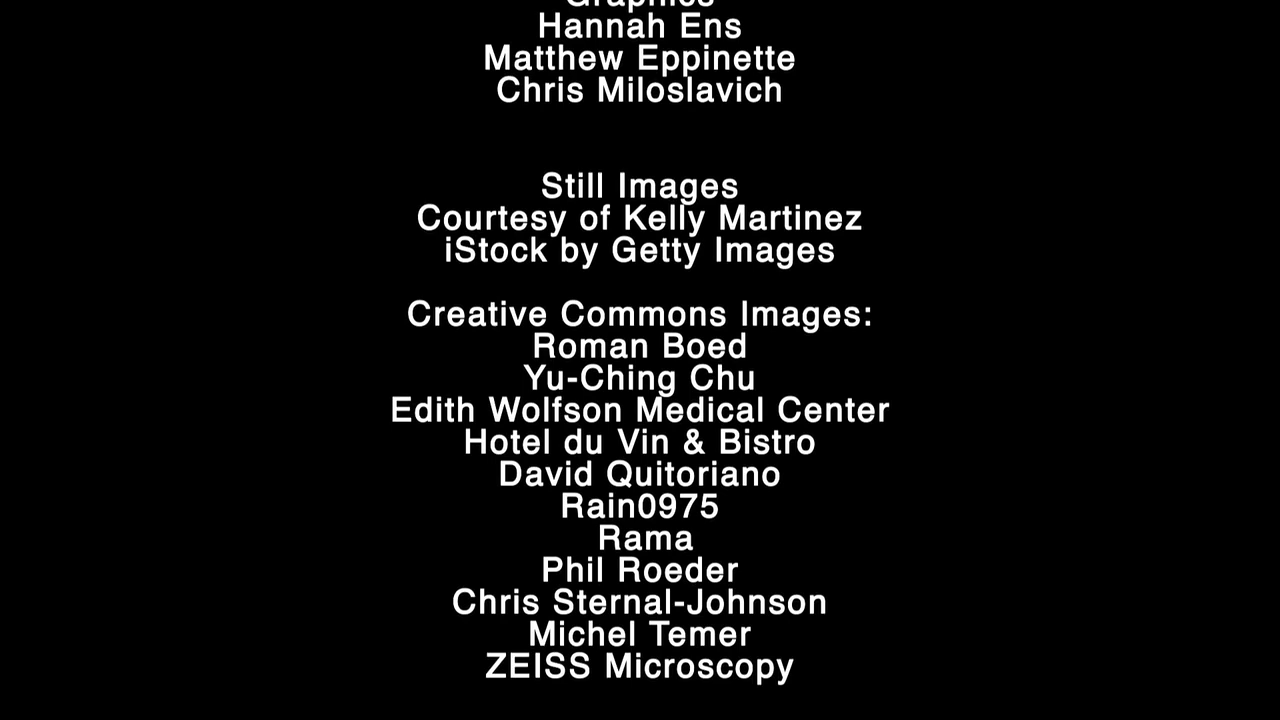 Graphics
Hannah Ens
Matthew Eppinette
Chris Miloslavich
Still Images
Courtesy of Kelly Martinez
iStock by Getty Images
Creative Commons Images:
Roman Boed
Yu-Ching Chu
Edith Wolfson Medical Center
Hotel du Vin & Bistro
David Quitoriano
Rain0975
Rama
Phil Roeder
Chris Sternal-Johnson
Michel Temer
ZEISS Microscopy